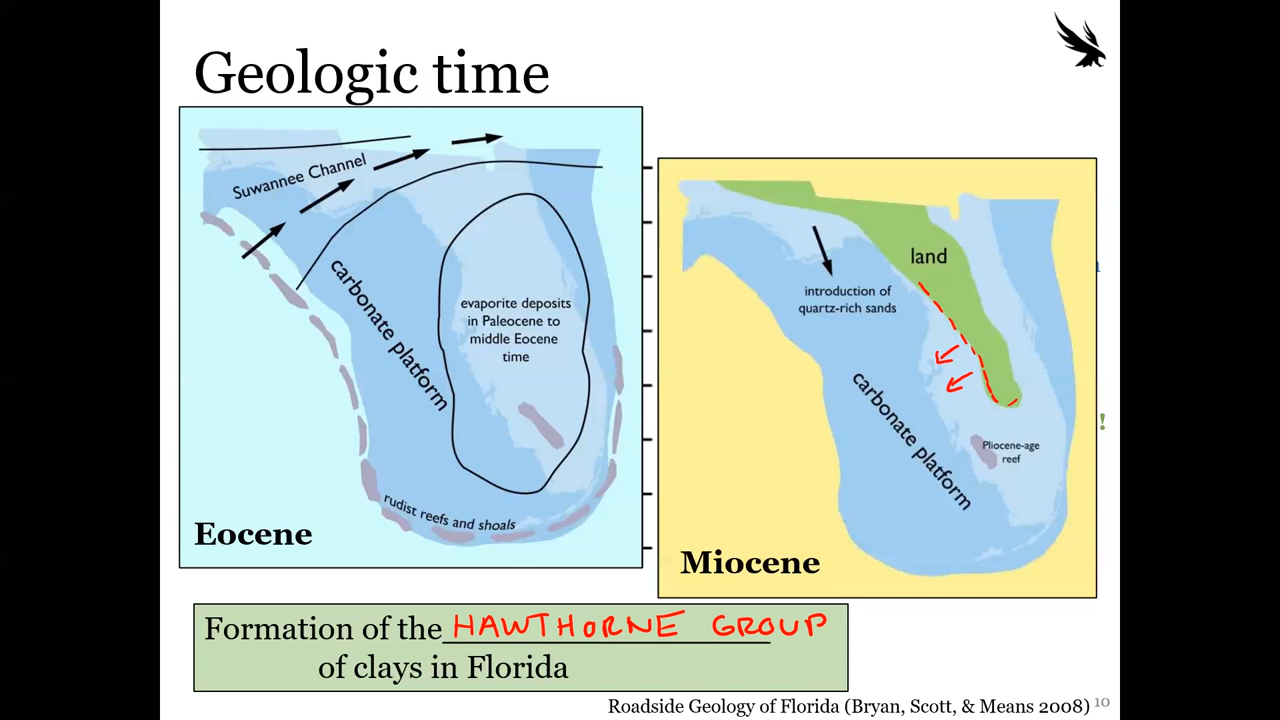 Geologic time
Suwannee Channel
carbonate platform
evaporite deposits
in Paleocene to
middle Eocene
time
rudist reefs and shoals
Eocene
land
introduction of
quartz-rich sands
carbonate platform
Pliocene-age
reef
Miocene
!
Formation of the HAWTHORNE GROUP
of clays in Florida
Roadside Geology of Florida (Bryan, Scott, & Means 2008)
10